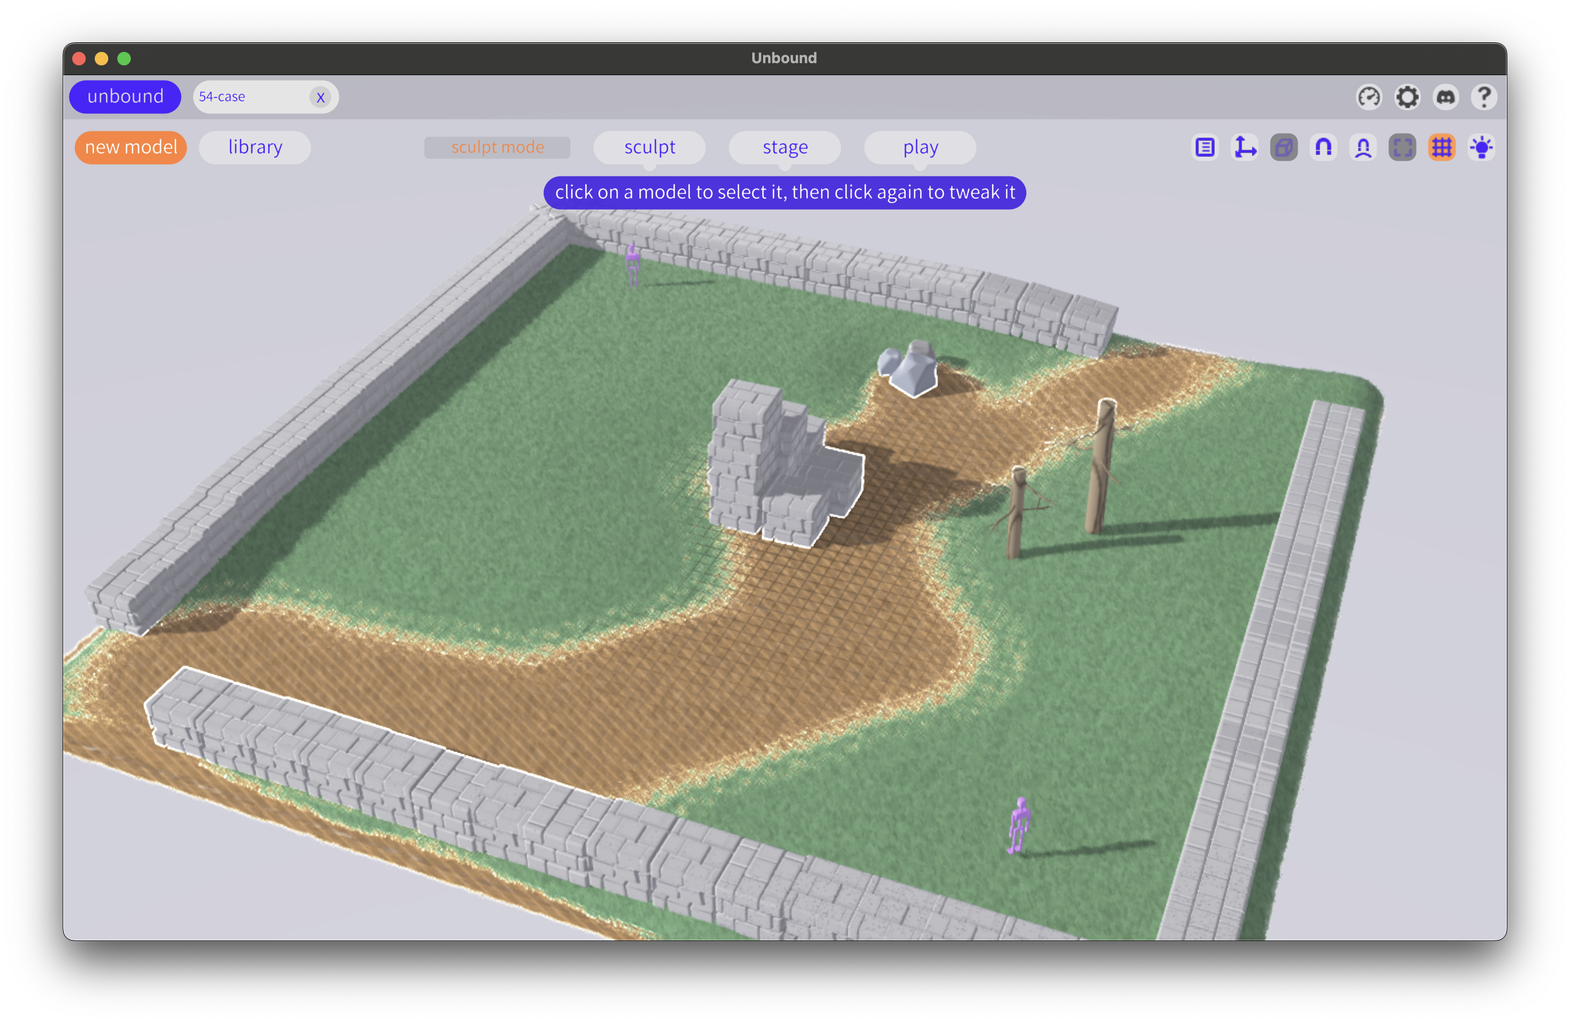 Unbound
unbound
54-case
X
?
new model
library
sculpt mode
sculpt
stage
play
click on a model to select it, then click again to tweak it